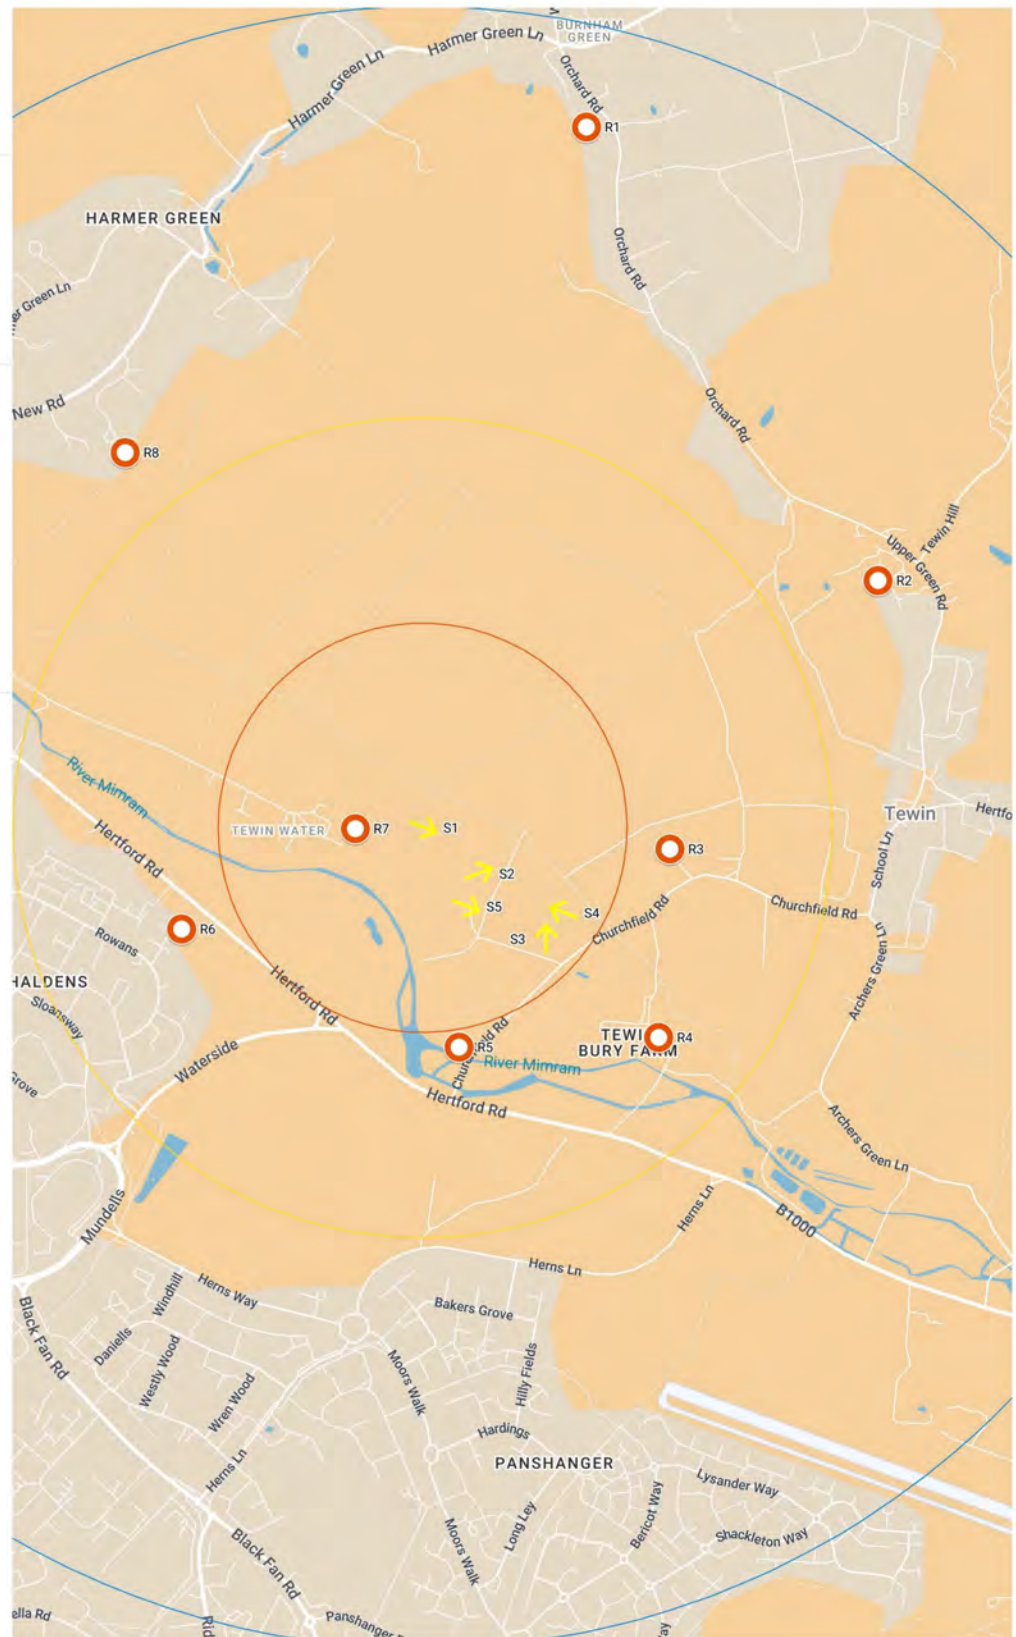 BURNHAM
GREEN
Harmer Green Ln
Harmer Green Ln
Orchard Rd
R1
HARMER GREEN
Orchard Rd
er Green Ln
New Rd
Orchard Rd
R8
Tewin Hill
Upper Green Rd
R2
River Mimram
TEWIN WATER
R7
S1
Tewin
Hertfo
Hertford Rd
R3
School Ln
S2
S5
S4
Churchfield Rd
Churchfield Rd
R6
S3
Rowans
HALDENS
Sloansway
Hertford Rd
Archers Green Ln
Waterside
R5
Churchfield Rd
River Mimram
TEWIN
BURY FARM
R4
Grove
Hertford Rd
Archers Green Ln
Mundells
Herns Ln
B1000
Herns Ln
Windhill
Herns Way
Bakers Grove
Black Fan Rd
Daniells
Westly Wood
Wren Wood
Moors Walk
Hilly Fields
Hardings
PANSHANGER
Herns Ln
Lysander Way
Long Ley
Bericot Way
Shackleton Way
Moors Walk
Black Fan Rd
ella Rd
Rid
Panshanger
ay